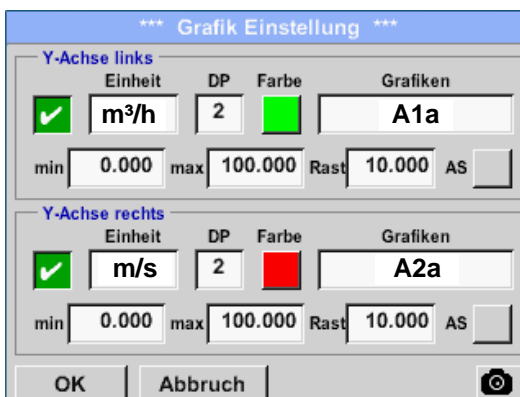 *** Grafik Einstellung ***
Y-Achse links
Einheit DP Farbe Grafiken
m³/h 2 A1a
min 0.000 max 100.000 Rast 10.000 AS
Y-Achse rechts
Einheit DP Farbe Grafiken
m/s 2 A2a
min 0.000 max 100.000 Rast 10.000 AS
OK Abbruch